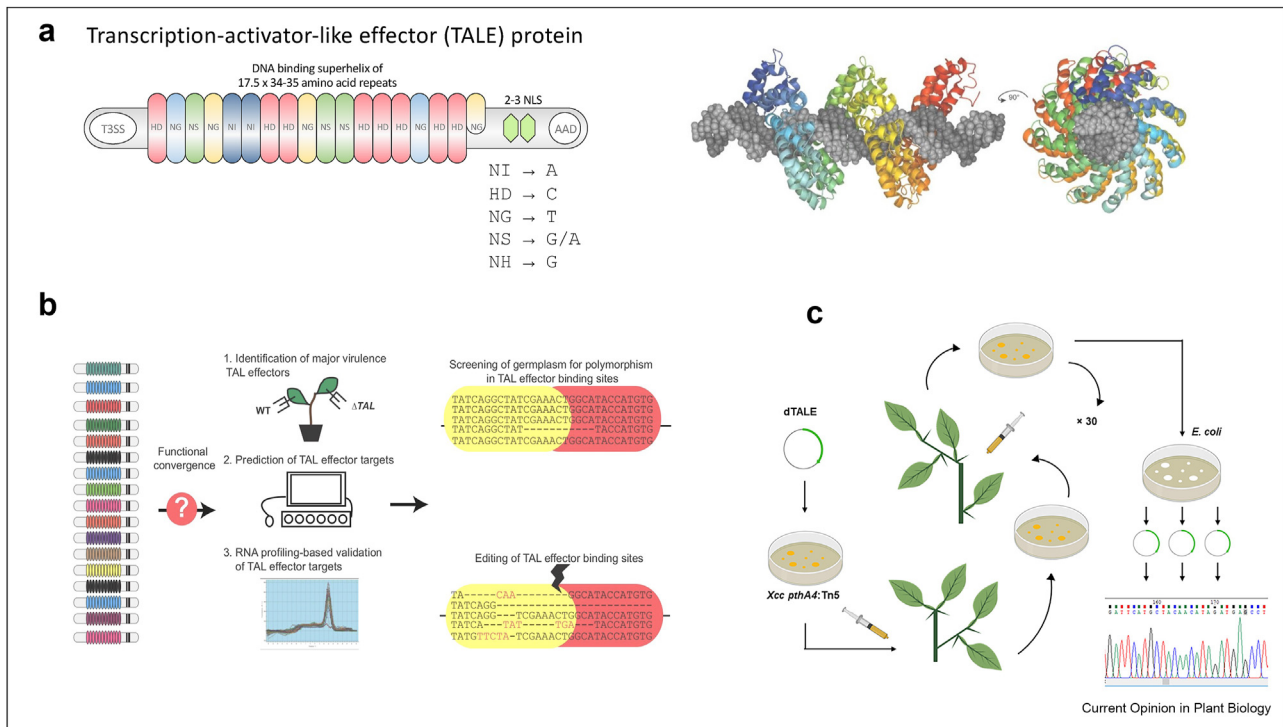 a Transcription-activator-like effector (TALE) protein
DNA binding superhelix of
17.5 x 34-35 amino acid repeats
2-3 NLS
T3SS HD NG NS NG NI NI HD HD NG NS NS HD HD HD NG HD HD NG AAD
NI → A
HD → C
NG → T
NS → G/A
NH → G
90°
b
Functional
convergence
?
1. Identification of major virulence
TAL effectors
WT
ΔTAL
2. Prediction of TAL effector targets
3. RNA profiling-based validation
of TAL effector targets
Screening of germplasm for polymorphism
in TAL effector binding sites
TATCAGGCTATCGAAACTGGCATACCATGTG
TATCAGGCTATCGAAACTGGCATACCATGTG
TATCAGGCTATCGAAACTGGCATACCATGTG
TATCAGGCTAT-----------TACCATGTG
TATCAGGCTATCGAAACTGGCATACCATGTG
Editing of TAL effector binding sites
TA-----CAA--------GGCATACCATGTG
TATCAGG------------------------
TATCAGG---TCGAAACTGGCATACCATGTG
TATCA---TAT----TGA----TACCATGTG
TATGTTCTA-TCGAAACTGGCATACCATGTG
c
dTALE
Xcc pthA4:Tn5
× 30
E. coli
160 170
Current Opinion in Plant Biology